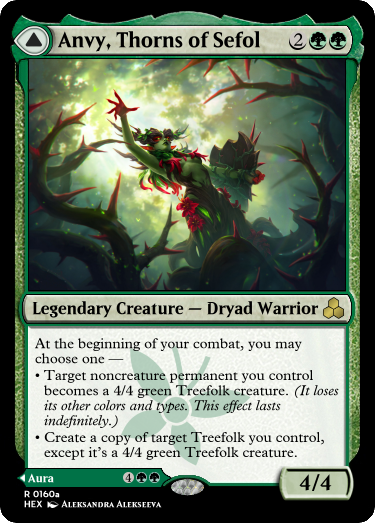 Anvy, Thorns of Sefol 2
Legendary Creature — Dryad Warrior
At the beginning of your combat, you may
choose one —
• Target noncreature permanent you control
becomes a 4/4 green Treefolk creature. (It loses
its other colors and types. This effect lasts
indefinitely.)
• Create a copy of target Treefolk you control,
except it's a 4/4 green Treefolk creature.
Aura 4
4/4
R 0160a
HEX Aleksandra Alekseeva